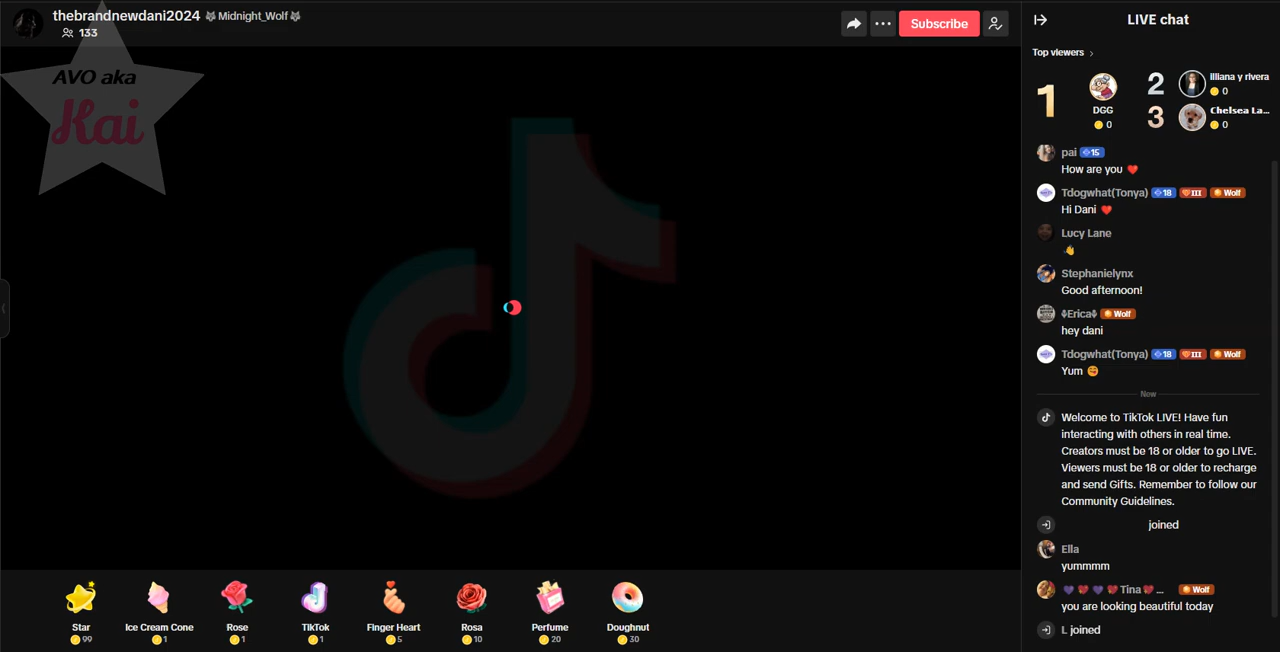 thebrandnewdani2024 🐺Midnight_Wolf🐺
133
Subscribe
AVO aka
Kai
LIVE chat
Top viewers
1
DGG
0
2
liliana y rivera
0
3
Chelsea La...
0
pai 15
How are you ❤️
Tdogwhat(Tonya) 18 III Wolf
Hi Dani ❤️
Lucy Lane
👋
Stephanielynx
Good afternoon!
⚘Erica⚘ Wolf
hey dani
Tdogwhat(Tonya) 18 III Wolf
Yum 😋
New
Welcome to TikTok LIVE! Have fun
interacting with others in real time.
Creators must be 18 or older to go LIVE.
Viewers must be 18 or older to recharge
and send Gifts. Remember to follow our
Community Guidelines.
joined
Ella
yummmm
💜❤️💜❤️Tina❤️... Wolf
you are looking beautiful today
L joined
Star
99
Ice Cream Cone
1
Rose
1
TikTok
1
Finger Heart
5
Rosa
10
Perfume
20
Doughnut
30